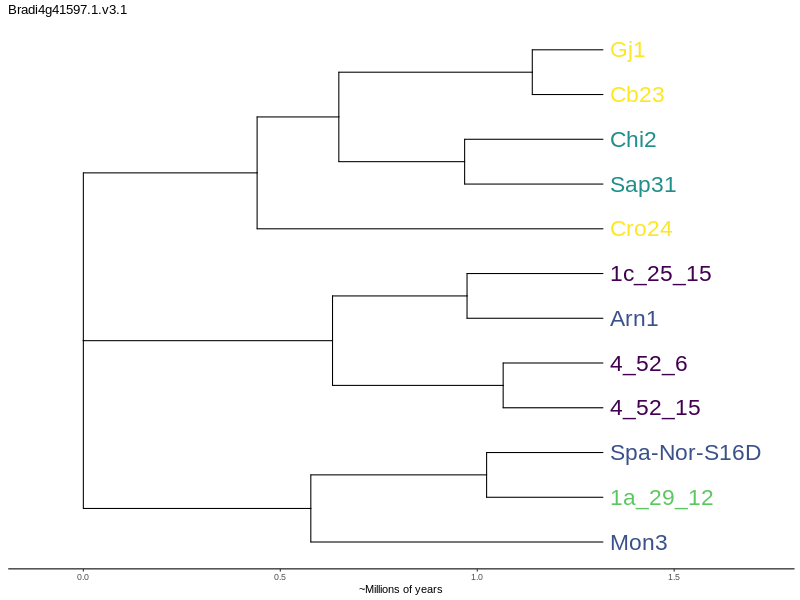 Bradi4g41597.1.v3.1
Gj1
Cb23
Chi2
Sap31
Cro24
1c_25_15
Arn1
4_52_6
4_52_15
Spa-Nor-S16D
1a_29_12
Mon3
0.0 0.5 1.0 1.5
~Millions of years